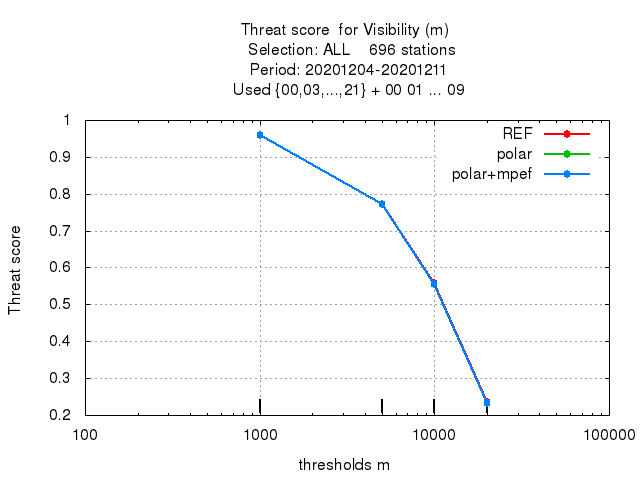 Threat score  for Visibility (m)
Selection: ALL    696 stations
Period: 20201204-20201211
Used {00,03,...,21} + 00 01 ... 09
REF
polar
polar+mpef
1
0.9
0.8
0.7
0.6
0.5
0.4
0.3
0.2
Threat score
100
1000
10000
100000
thresholds m